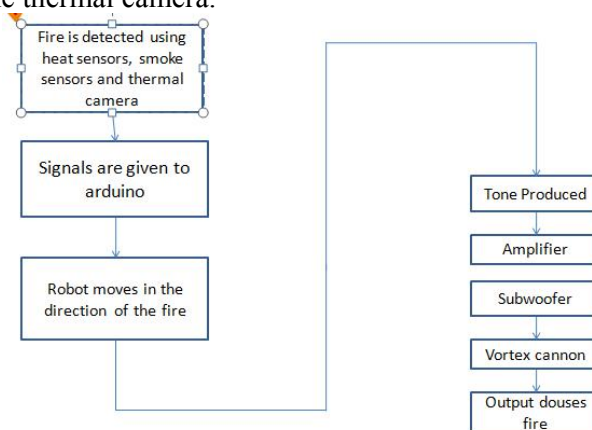 thermal camera.
Fire is detected using
heat sensors, smoke
sensors and thermal
camera
Signals are given to
arduino
Robot moves in the
direction of the fire
Tone Produced
Amplifier
Subwoofer
Vortex cannon
Output douses
fire